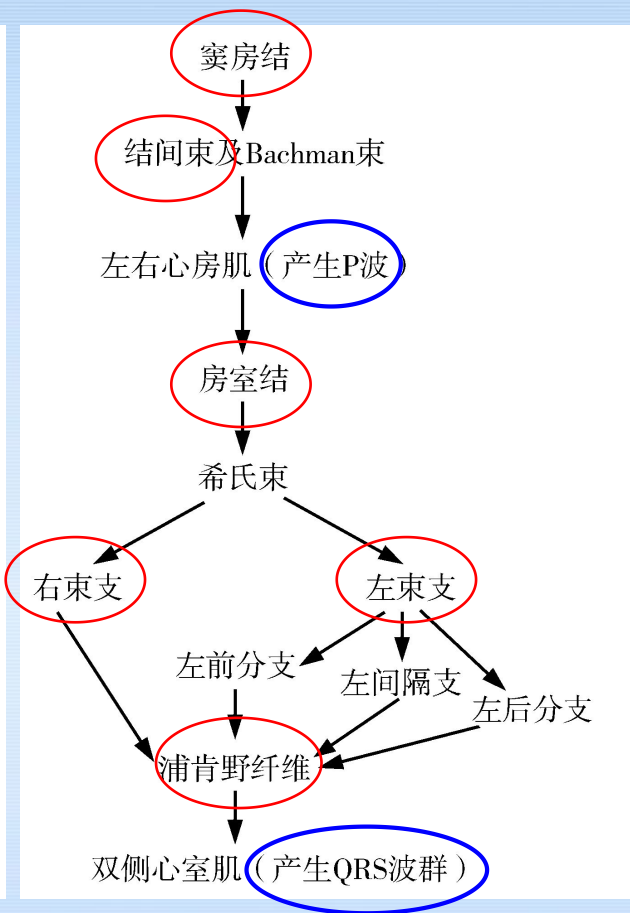 窦房结
结间束及Bachman束
左右心房肌（产生P波）
房室结
希氏束
右束支
左束支
左前分支
左间隔支
左后分支
浦肯野纤维
双侧心室肌（产生QRS波群）